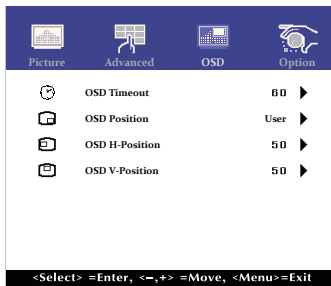 Picture Advanced OSD Option
OSD Timeout 60
OSD Position User
OSD H-Position 50
OSD V-Position 50
<Select> =Enter, <–,+> =Move, <Menu>=Exit